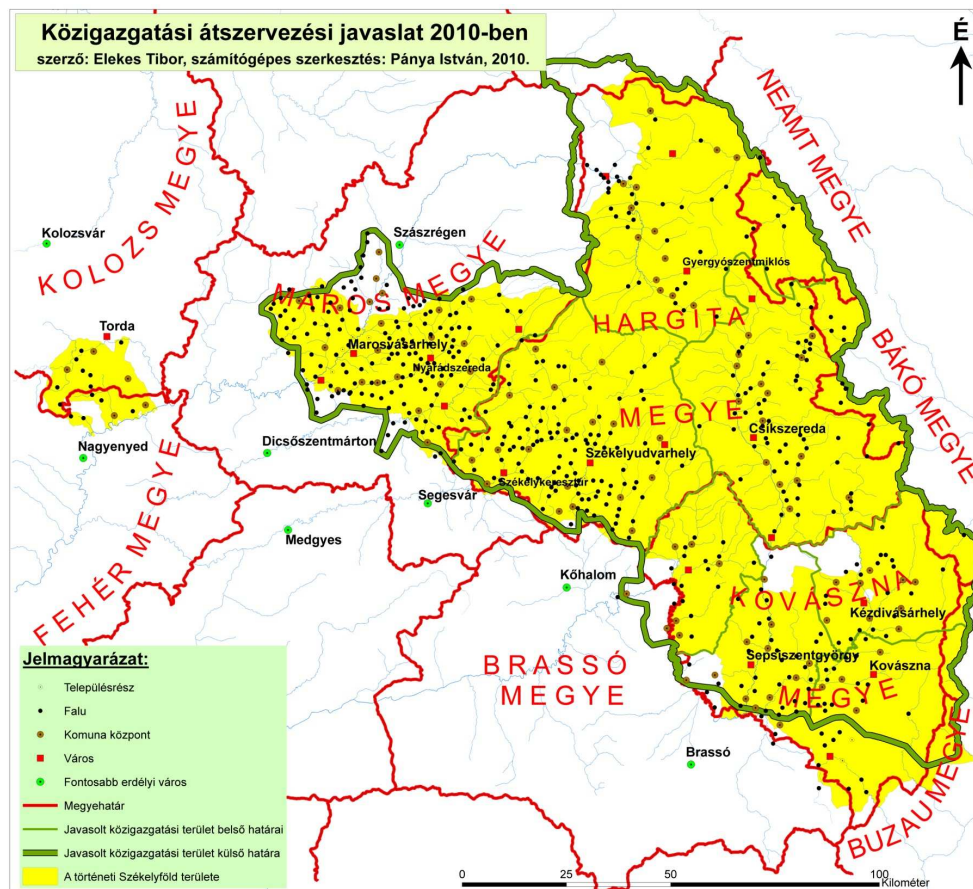 Közigazgatási átszervezési javaslat 2010-ben
szerző: Elekes Tibor, számítógépes szerkesztés: Pánya István, 2010.
É
NEAMT MEGYE
KOLOZS MEGYE
Kolozsvár
Szászrégen
MAROS MEGYE
Gyergyószentmiklós
HARGITA
MEGYE
Torda
Marosvásárhely
Nyárádszereda
BÁKÓ MEGYE
Csíkszereda
Nagyenyed
Dicsőszentmárton
Székelyudvarhely
Székelykeresztúr
Segesvár
Medgyes
FEHÉR MEGYE
Kőhalom
KOVÁSZNA
MEGYE
Kézdivásárhely
Sepsiszentgyörgy
Kovászna
BRASSÓ
MEGYE
Brassó
BUZAU MEGYE
Jelmagyarázat:
Településrész
Falu
Komuna központ
Város
Fontosabb erdélyi város
Megyehatár
Javasolt közigazgatási terület belső határai
Javasolt közigazgatási terület külső határa
A történeti Székelyföld területe
0 25 50 100
Kilométer